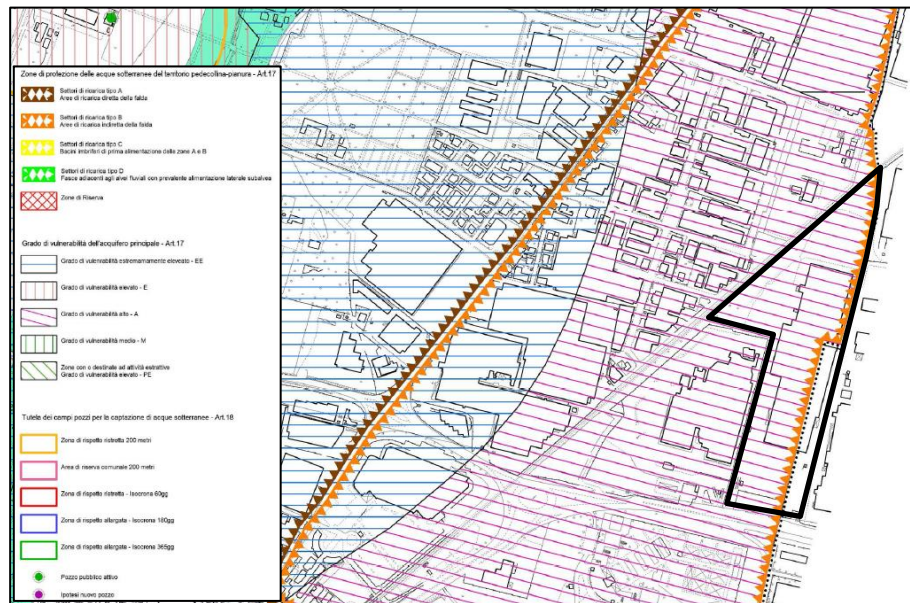 Zone di protezione delle acque sotterranee del territorio pedecollina-pianura - Art.17
Settori di ricarica tipo A
Aree di ricarica diretta della falda
Settori di ricarica tipo B
Aree di ricarica indiretta della falda
Settori di ricarica tipo C
Bacini imbriferi di prima alimentazione delle zone A e B
Settori di ricarica tipo D
Fasce adiacenti agli alvei fluviali con prevalente alimentazione laterale subalvea
Zone di Riserva
Grado di vulnerabilità dell'acquifero principale - Art.17
Grado di vulnerabilità estremamamente elevato - EE
Grado di vulnerabilità elevato - E
Grado di vulnerabilità alto - A
Grado di vulnerabilità medio - M
Zone con o destinate ad attività estrattive
Grado di vulnerabilità elevato - PE
Tutela dei campi pozzi per la captazione di acque sotterranee - Art.18
Zona di rispetto ristretta 200 metri
Area di riserva comunale 200 metri
Zona di rispetto ristretta - Isocrona 60gg
Zona di rispetto allargata - Isocrona 180gg
Zona di rispetto allargata - Isocrona 365gg
Pozzo pubblico attivo
Ipotesi nuovo pozzo